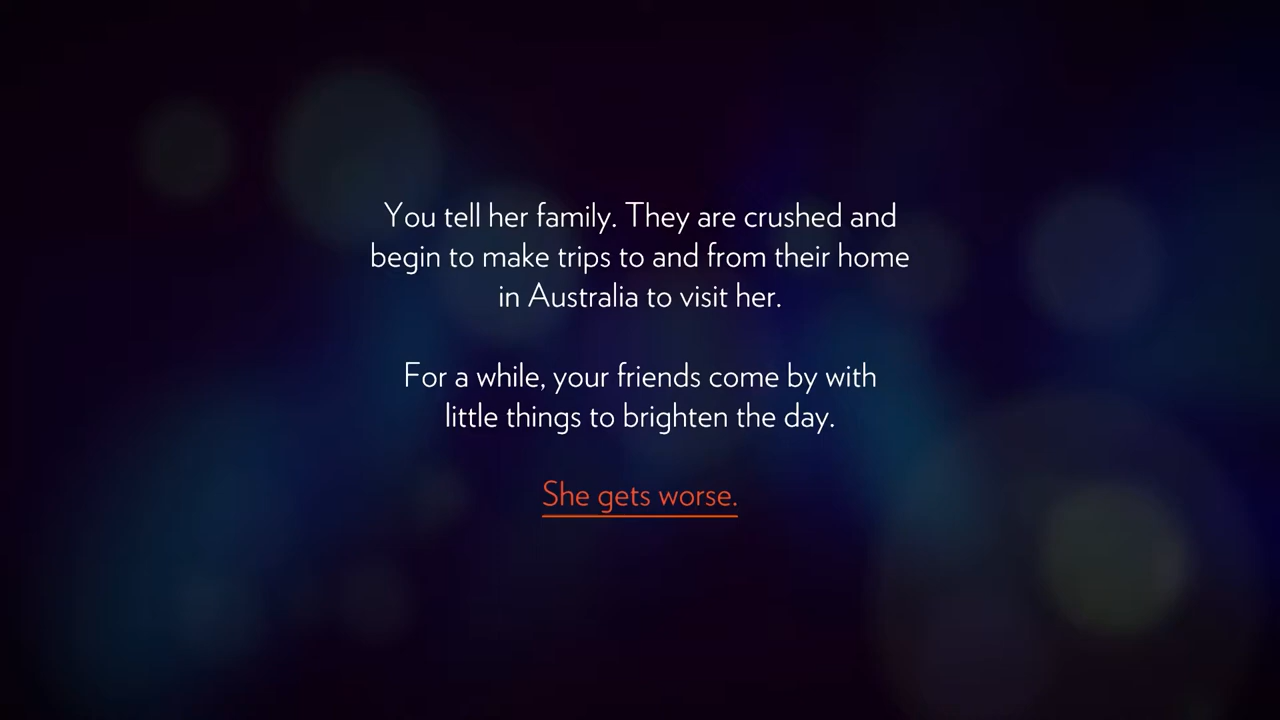 You tell her family. They are crushed and
begin to make trips to and from their home
in Australia to visit her.
For a while, your friends come by with
little things to brighten the day.
She gets worse.